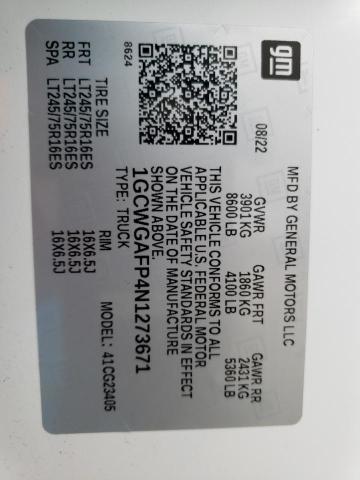 gm
MFD BY GENERAL MOTORS LLC
08/22
GVWR GAWR FRT GAWR RR
3901 KG 1860 KG 2431 KG
8600 LB 4100 LB 5360 LB
THIS VEHICLE CONFORMS TO ALL
APPLICABLE U.S. FEDERAL MOTOR
VEHICLE SAFETY STANDARDS IN EFFECT
ON THE DATE OF MANUFACTURE
SHOWN ABOVE.
1GCWGAFP4N1273671
TYPE: TRUCK MODEL: 41CG23405
8624
TIRE SIZE RIM
FRT LT245/75R16ES 16X6.5J
RR LT245/75R16ES 16X6.5J
SPA LT245/75R16ES 16X6.5J